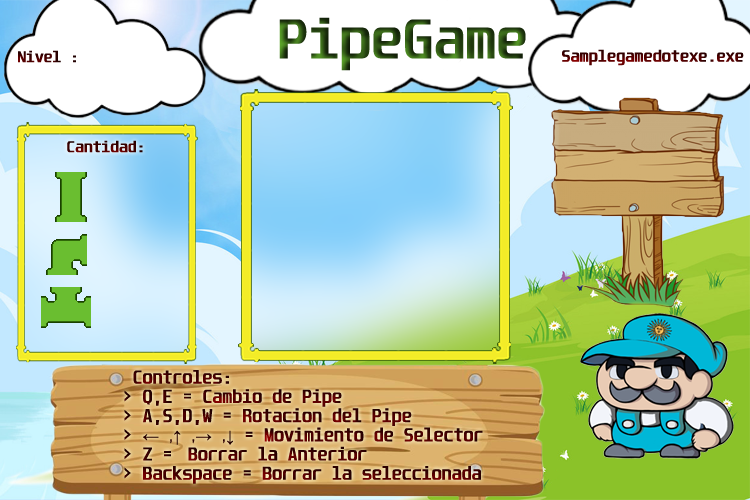 PipeGame
Nivel :
Samplegamedotexe.exe
Cantidad:
Controles:
> Q,E = Cambio de Pipe
> A,S,D,W = Rotacion del Pipe
> ← ,↑ ,→ ,↓ = Movimiento de Selector
> Z = Borrar la Anterior
> Backspace = Borrar la seleccionada